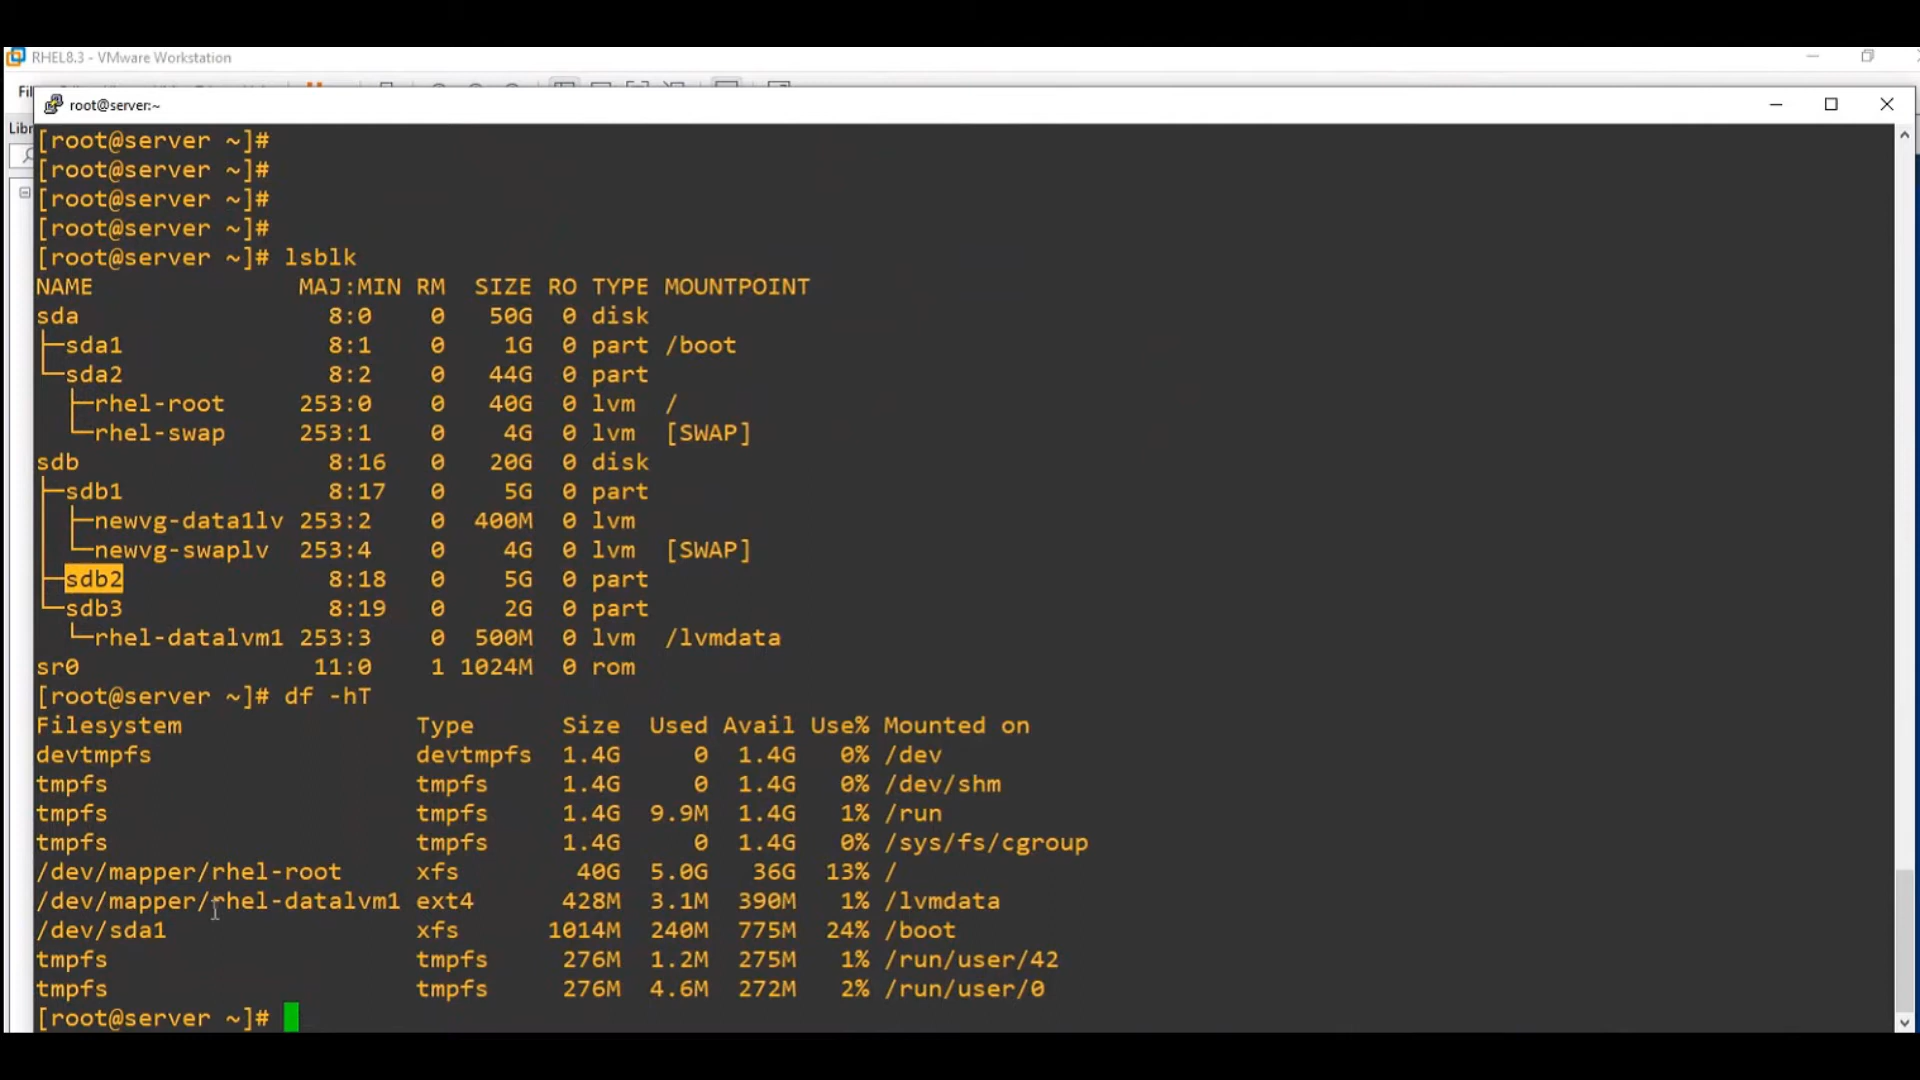 RHEL8.3 - VMware Workstation
Fil
root@server:~
Libr
[root@server ~]#
[root@server ~]#
[root@server ~]#
[root@server ~]#
[root@server ~]# lsblk
NAME MAJ:MIN RM SIZE RO TYPE MOUNTPOINT
sda 8:0 0 50G 0 disk
├─sda1 8:1 0 1G 0 part /boot
└─sda2 8:2 0 44G 0 part
├─rhel-root 253:0 0 40G 0 lvm /
└─rhel-swap 253:1 0 4G 0 lvm [SWAP]
sdb 8:16 0 20G 0 disk
├─sdb1 8:17 0 5G 0 part
│ ├─newvg-data1lv 253:2 0 400M 0 lvm
│ └─newvg-swaplv 253:4 0 4G 0 lvm [SWAP]
├─sdb2 8:18 0 5G 0 part
└─sdb3 8:19 0 2G 0 part
└─rhel-datalvm1 253:3 0 500M 0 lvm /lvmdata
sr0 11:0 1 1024M 0 rom
[root@server ~]# df -hT
Filesystem Type Size Used Avail Use% Mounted on
devtmpfs devtmpfs 1.4G 0 1.4G 0% /dev
tmpfs tmpfs 1.4G 0 1.4G 0% /dev/shm
tmpfs tmpfs 1.4G 9.9M 1.4G 1% /run
tmpfs tmpfs 1.4G 0 1.4G 0% /sys/fs/cgroup
/dev/mapper/rhel-root xfs 40G 5.0G 36G 13% /
/dev/mapper/rhel-datalvm1 ext4 428M 3.1M 390M 1% /lvmdata
/dev/sda1 xfs 1014M 240M 775M 24% /boot
tmpfs tmpfs 276M 1.2M 275M 1% /run/user/42
tmpfs tmpfs 276M 4.6M 272M 2% /run/user/0
[root@server ~]#